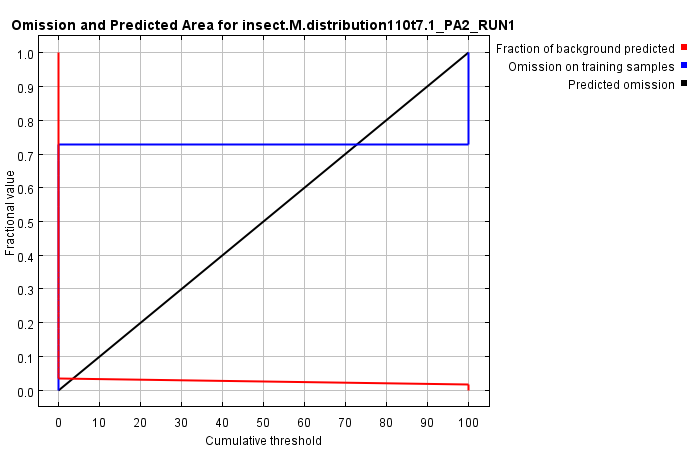 Omission and Predicted Area for insect.M.distribution110t7.1_PA2_RUN1
Fraction of background predicted
Omission on training samples
Predicted omission
Fractional value
1.0
0.9
0.8
0.7
0.6
0.5
0.4
0.3
0.2
0.1
0.0
0 10 20 30 40 50 60 70 80 90 100
Cumulative threshold